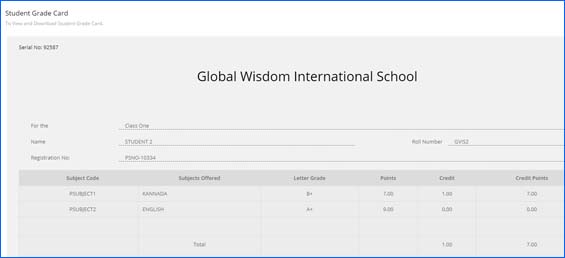 Student Grade Card
To View and Download Student Grade Card.
Serial No: 92587
Global Wisdom International School
For the Class One
Name STUDENT 2 Roll Number GVIS2
Registration No: PSNO-10334
Subject Code Subjects Offered Letter Grade Points Credit Credit Points
PSUBJECT1 KANNADA B+ 7.00 1.00 7.00
PSUBJECT2 ENGLISH A+ 9.00 0.00 0.00
Total 1.00 7.00